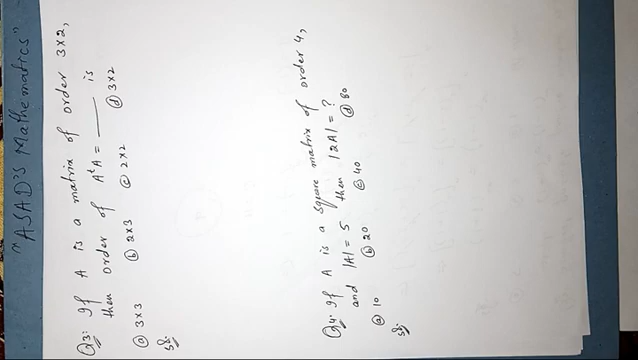 "ASAD'S Mathematics"
Q3: If A is a matrix of order 3×2,
then order of AᵗA = ____ is
(a) 3×3 (b) 2×3 (c) 2×2 (d) 3×2
Sol.
Q4: If A is a square matrix of order 4,
and |A| = 5 then |2A| = ?
(a) 10 (b) 20 (c) 40 (d) 80
Sol.